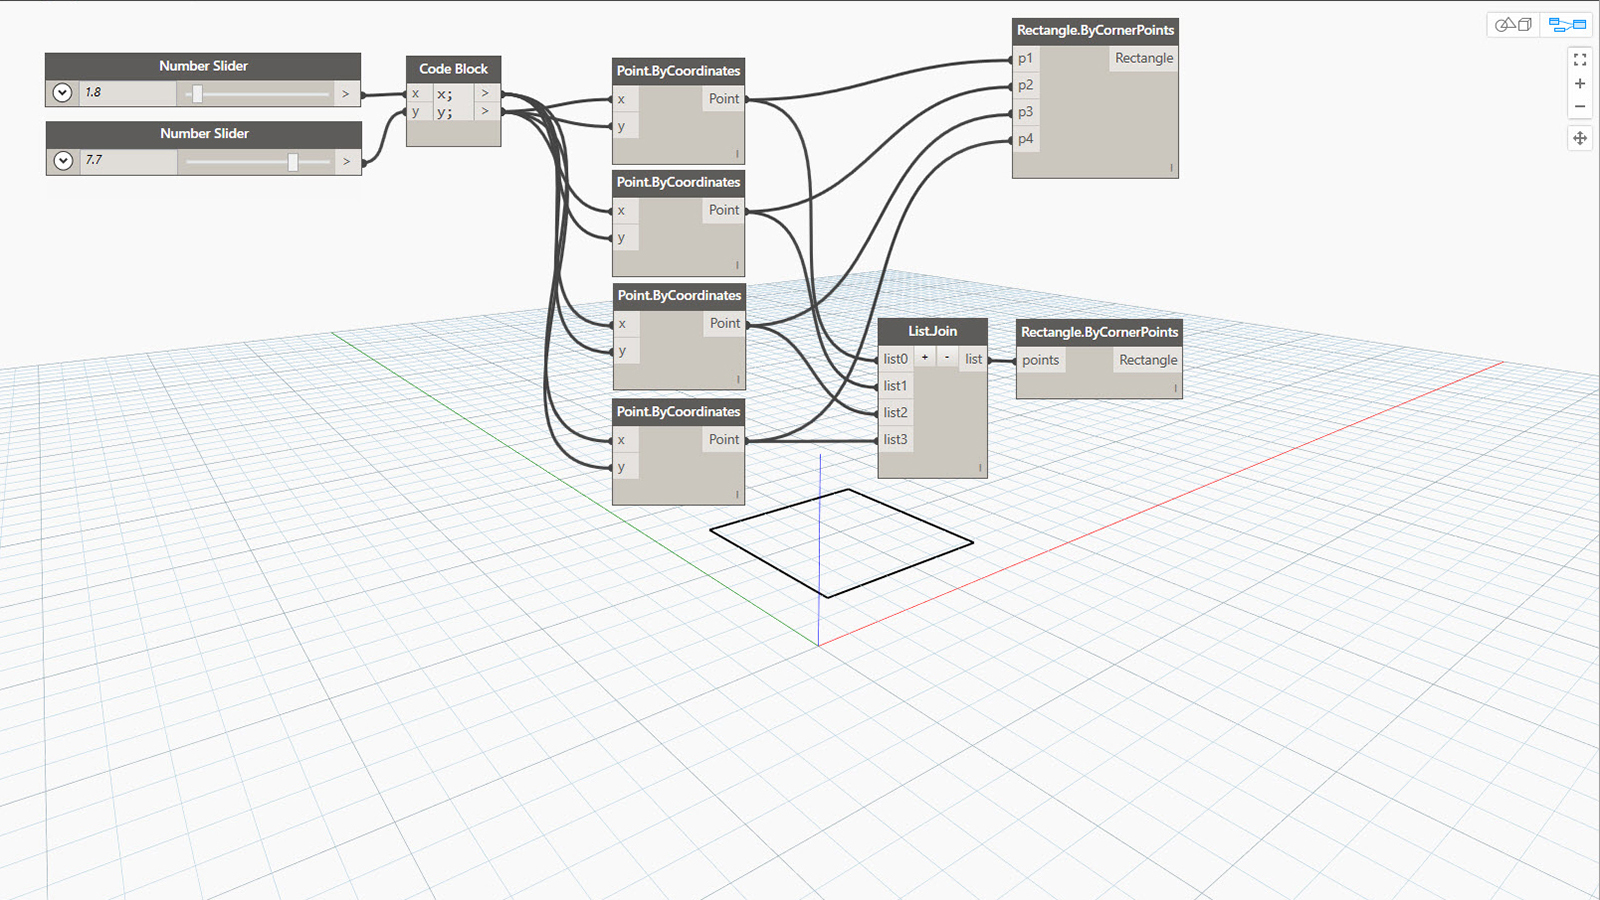 Number Slider
1.8 >
Number Slider
7.7 >
Code Block
x x; >
y y; >
Point.ByCoordinates
x Point
y
Point.ByCoordinates
x Point
y
Point.ByCoordinates
x Point
y
Point.ByCoordinates
x Point
y
Rectangle.ByCornerPoints
p1 Rectangle
p2
p3
p4
List.Join
list0 + - list
list1
list2
list3
Rectangle.ByCornerPoints
points Rectangle